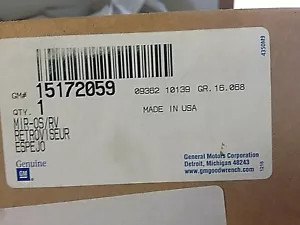 4350M9
GM# 15172059 09362 10139 GR.16.068
QTY. 1 MADE IN USA
MIR-OS/RV
RETROVISEUR
ESPEJO
Genuine
GM
General Motors Corporation
Detroit, Michigan 48243
www.gmgoodwrench.com